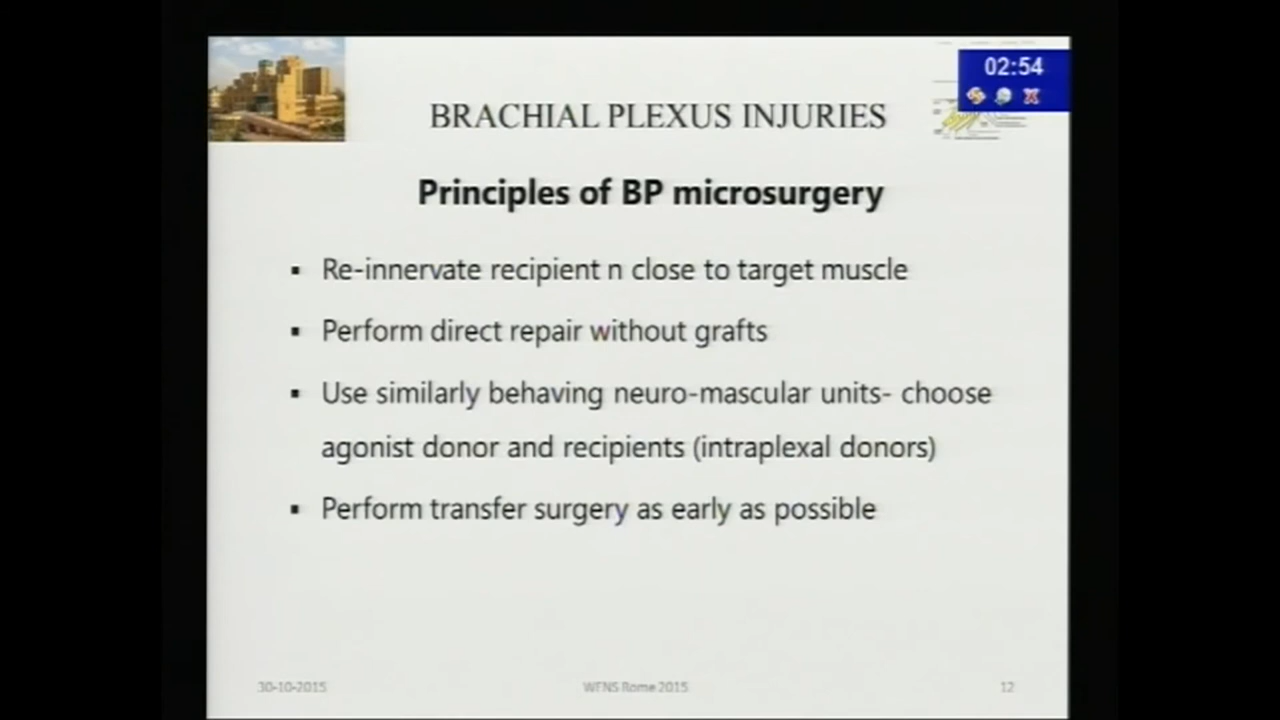 02:54
BRACHIAL PLEXUS INJURIES
Principles of BP microsurgery
▪ Re-innervate recipient n close to target muscle
▪ Perform direct repair without grafts
▪ Use similarly behaving neuro-mascular units- choose
agonist donor and recipients (intraplexal donors)
▪ Perform transfer surgery as early as possible
30-10-2015
WFNS Rome 2015
12